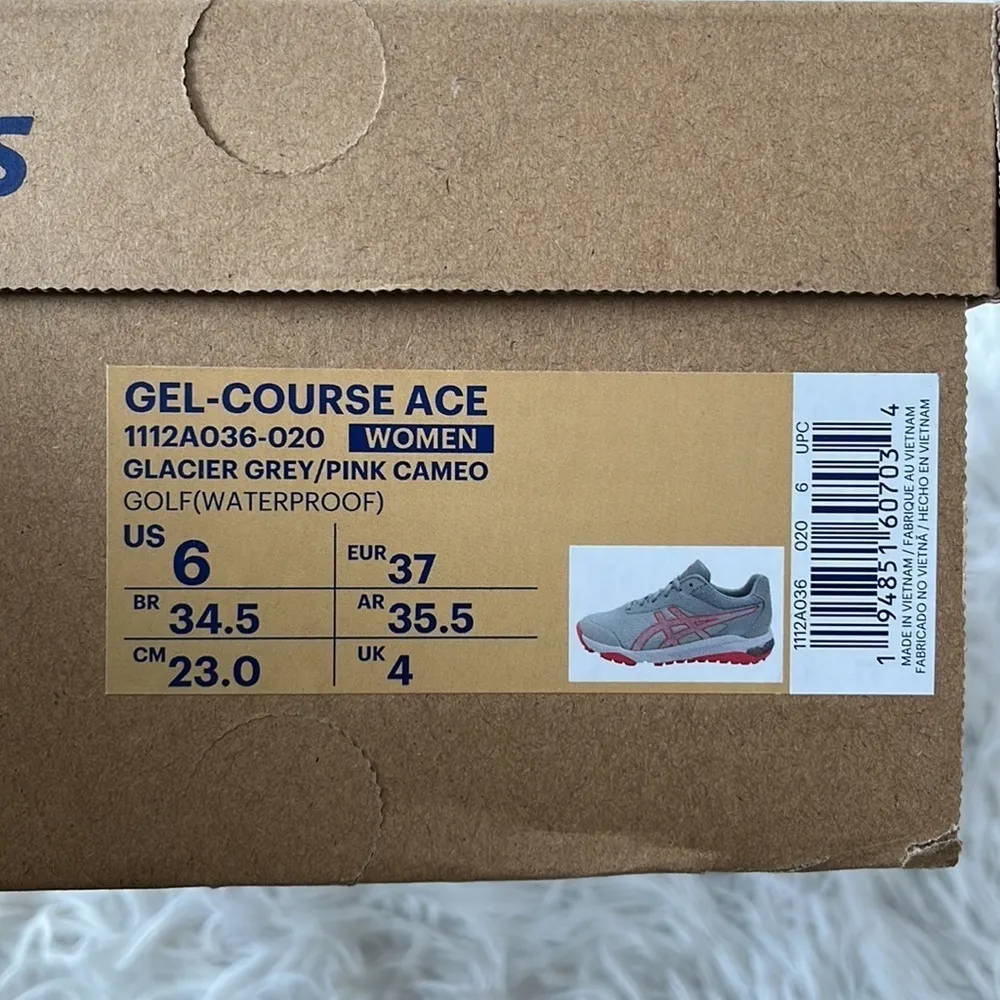 S
GEL-COURSE ACE
1112A036-020 WOMEN
GLACIER GREY/PINK CAMEO
GOLF(WATERPROOF)
US 6
EUR 37
BR 34.5
AR 35.5
CM 23.0
UK 4
1112A036 020 6 UPC
1 94851 60703 4
MADE IN VIETNAM / FABRIQUE AU VIETNAM
FABRICADO NO VIETNÃ / HECHO EN VIETNAM